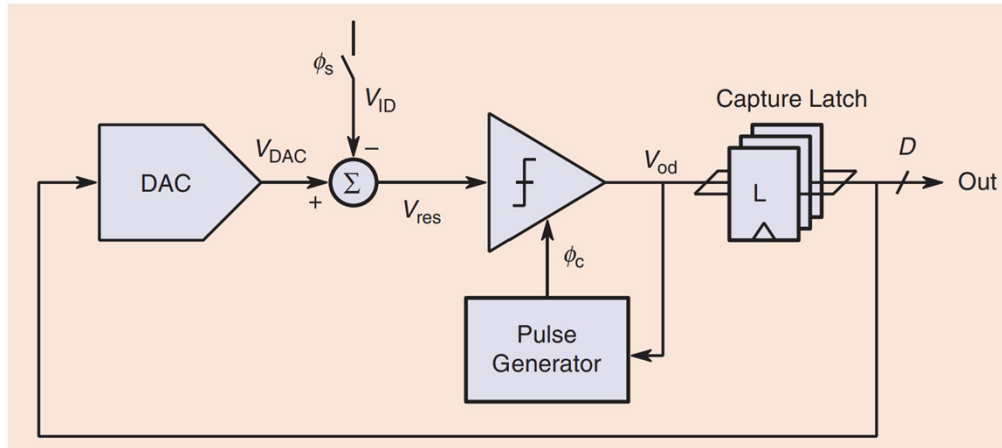 ϕs
VID
−
Capture Latch
DAC
VDAC
+
Σ
Vres
Vod
L
D
Out
ϕc
Pulse
Generator